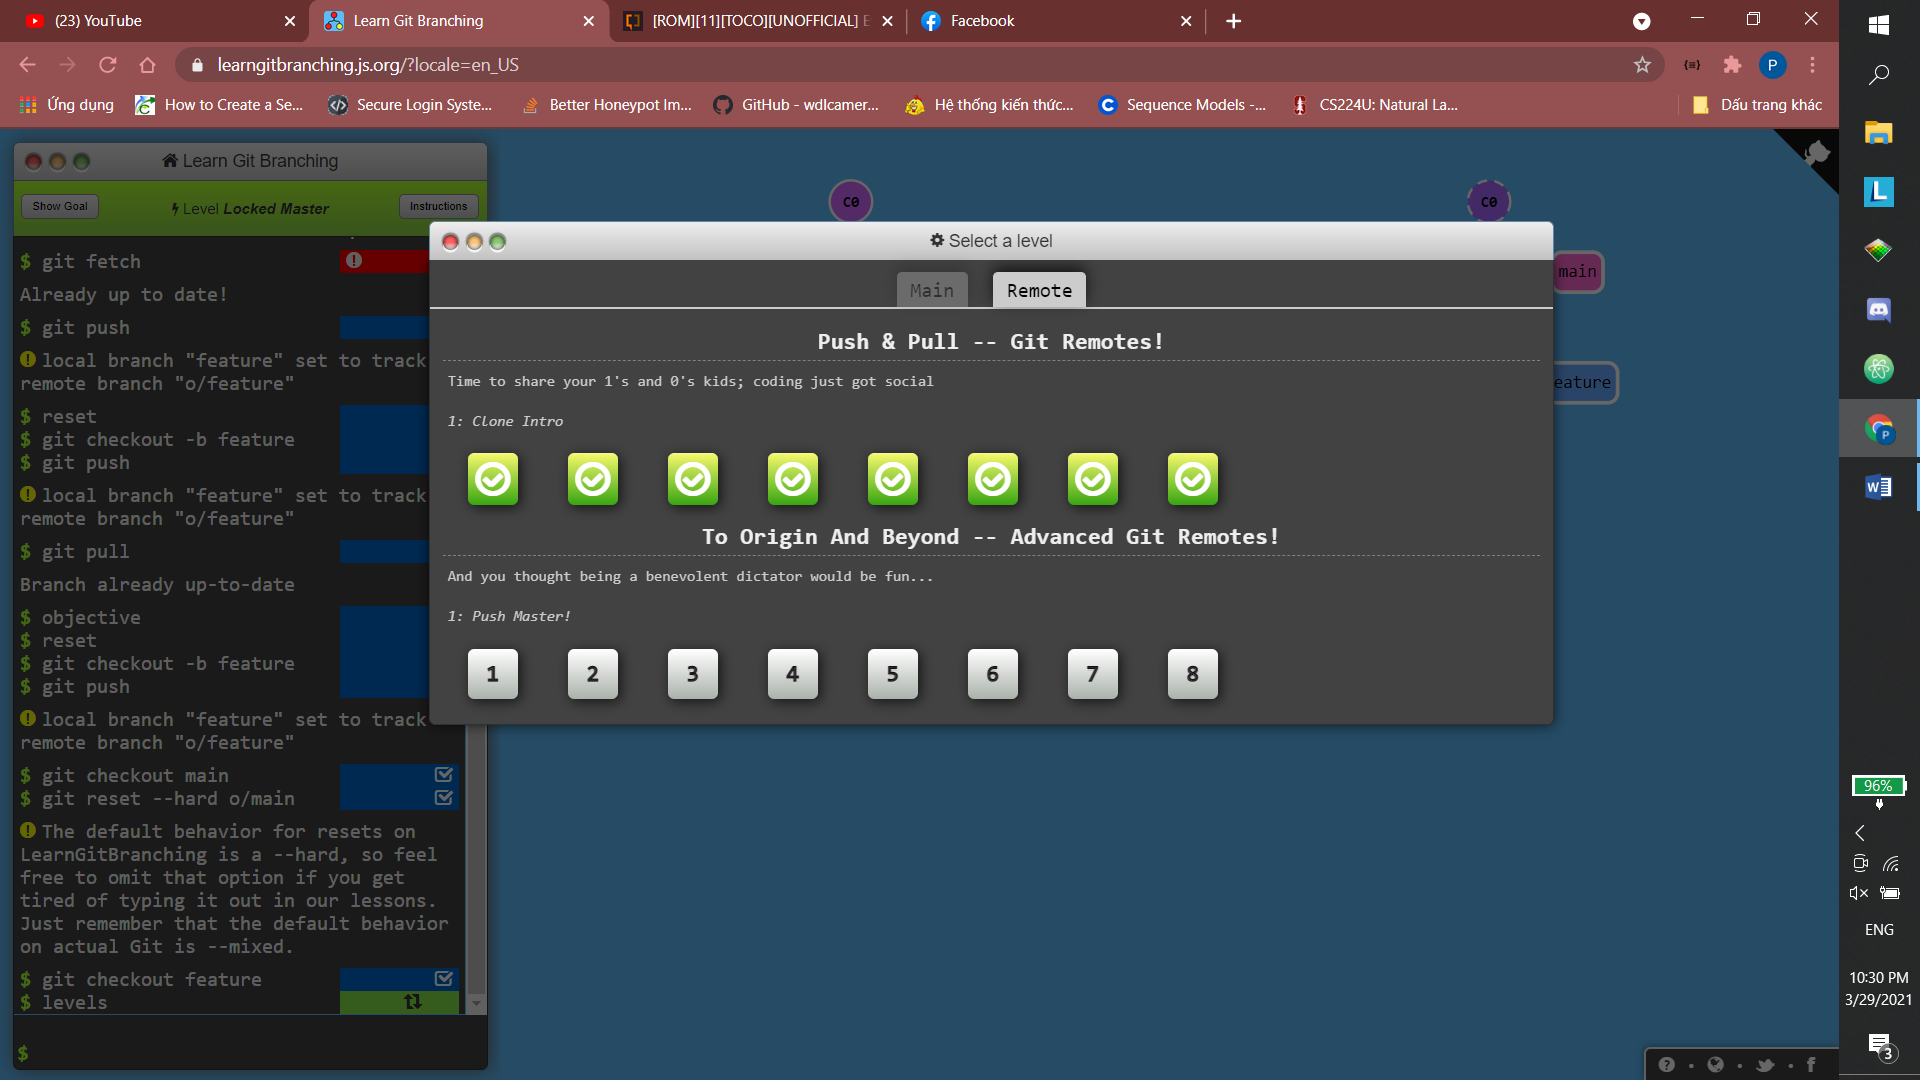 (23) YouTube
Learn Git Branching
[ROM][11][TOCO][UNOFFICIAL] E
Facebook
learngitbranching.js.org/?locale=en_US
P
Ứng dụng
How to Create a Se...
Secure Login Syste...
Better Honeypot Im...
GitHub - wdlcamer...
Hệ thống kiến thức...
Sequence Models -...
CS224U: Natural La...
Dấu trang khác
Learn Git Branching
Show Goal
Level Locked Master
Instructions
$ git fetch
Already up to date!
$ git push
local branch "feature" set to track
remote branch "o/feature"
$ reset
$ git checkout -b feature
$ git push
local branch "feature" set to track
remote branch "o/feature"
$ git pull
Branch already up-to-date
$ objective
$ reset
$ git checkout -b feature
$ git push
local branch "feature" set to track
remote branch "o/feature"
$ git checkout main
$ git reset --hard o/main
The default behavior for resets on
LearnGitBranching is a --hard, so feel
free to omit that option if you get
tired of typing it out in our lessons.
Just remember that the default behavior
on actual Git is --mixed.
$ git checkout feature
$ levels
$
C0
C0
main
eature
Select a level
Main
Remote
Push & Pull -- Git Remotes!
Time to share your 1's and 0's kids; coding just got social
1: Clone Intro
To Origin And Beyond -- Advanced Git Remotes!
And you thought being a benevolent dictator would be fun...
1: Push Master!
1 2 3 4 5 6 7 8
96%
ENG
10:30 PM
3/29/2021
3